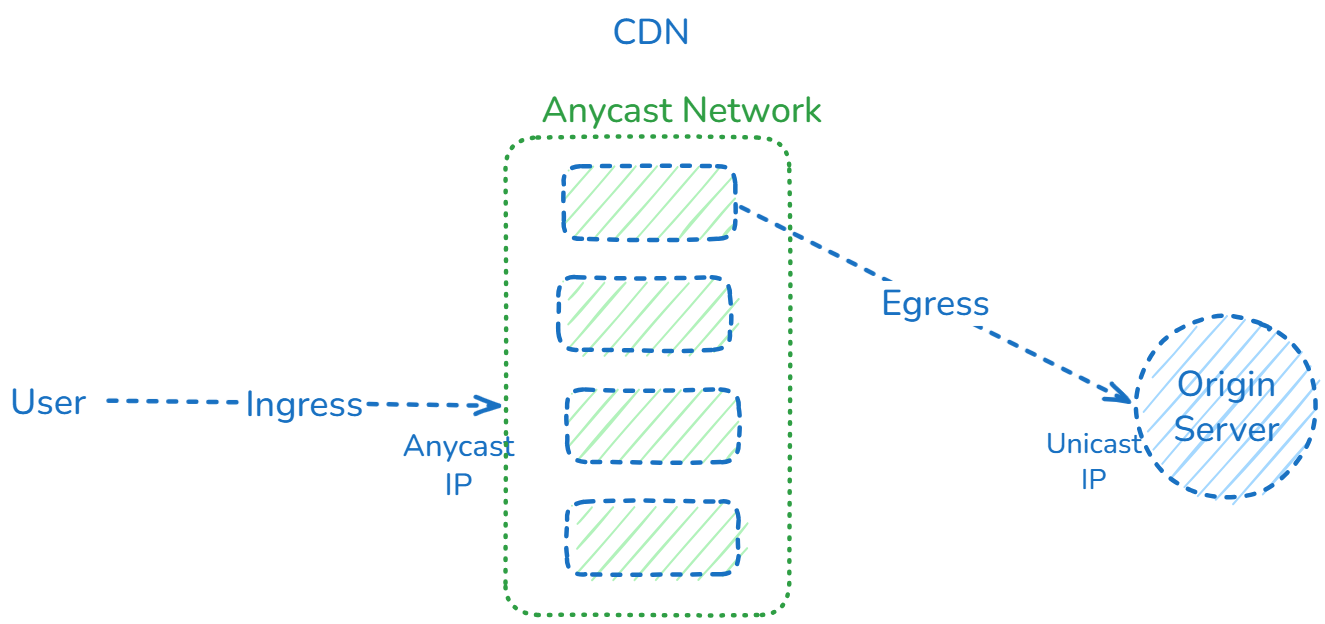 CDN
Anycast Network
Egress
User
Ingress
Anycast
IP
Origin
Server
Unicast
IP